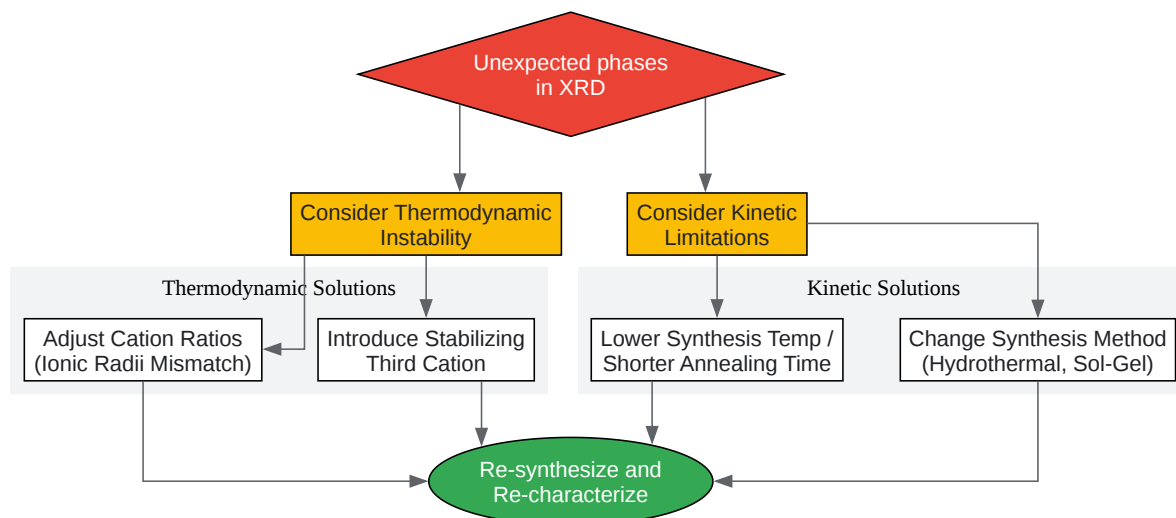 Unexpected phases
in XRD
Consider Thermodynamic
Instability
Consider Kinetic
Limitations
Thermodynamic Solutions
Kinetic Solutions
Adjust Cation Ratios
(Ionic Radii Mismatch)
Introduce Stabilizing
Third Cation
Lower Synthesis Temp /
Shorter Annealing Time
Change Synthesis Method
(Hydrothermal, Sol-Gel)
Re-synthesize and
Re-characterize